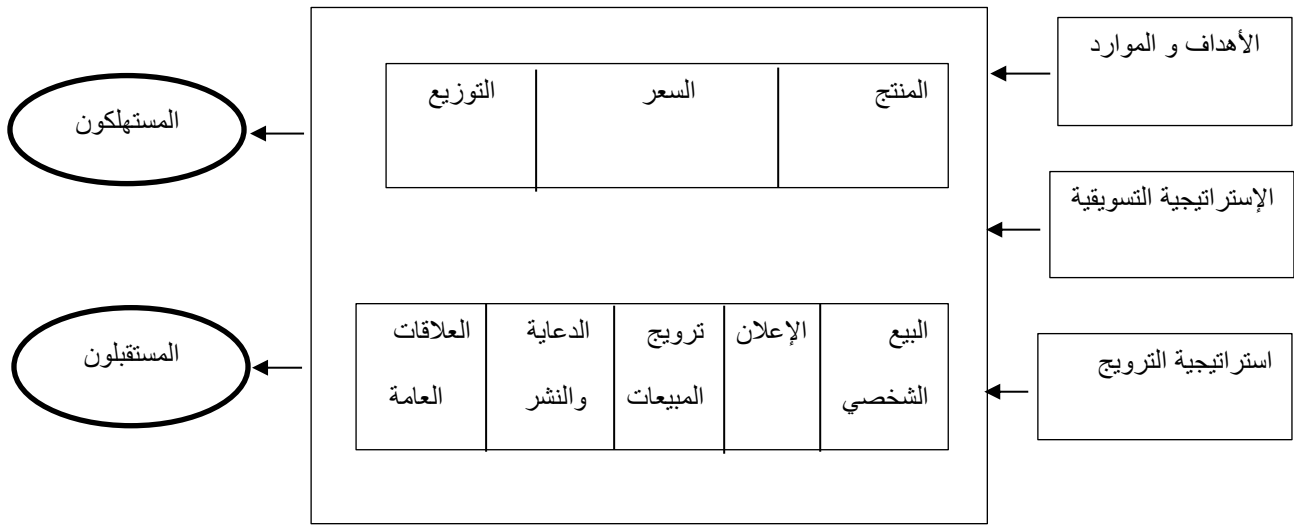 الأهداف و الموارد
الإستراتيجية التسويقية
استراتيجية الترويج
المنتج
السعر
التوزيع
البيع
الشخصي
الإعلان
ترويج
المبيعات
الدعاية
والنشر
العلاقات
العامة
المستهلكون
المستقبلون